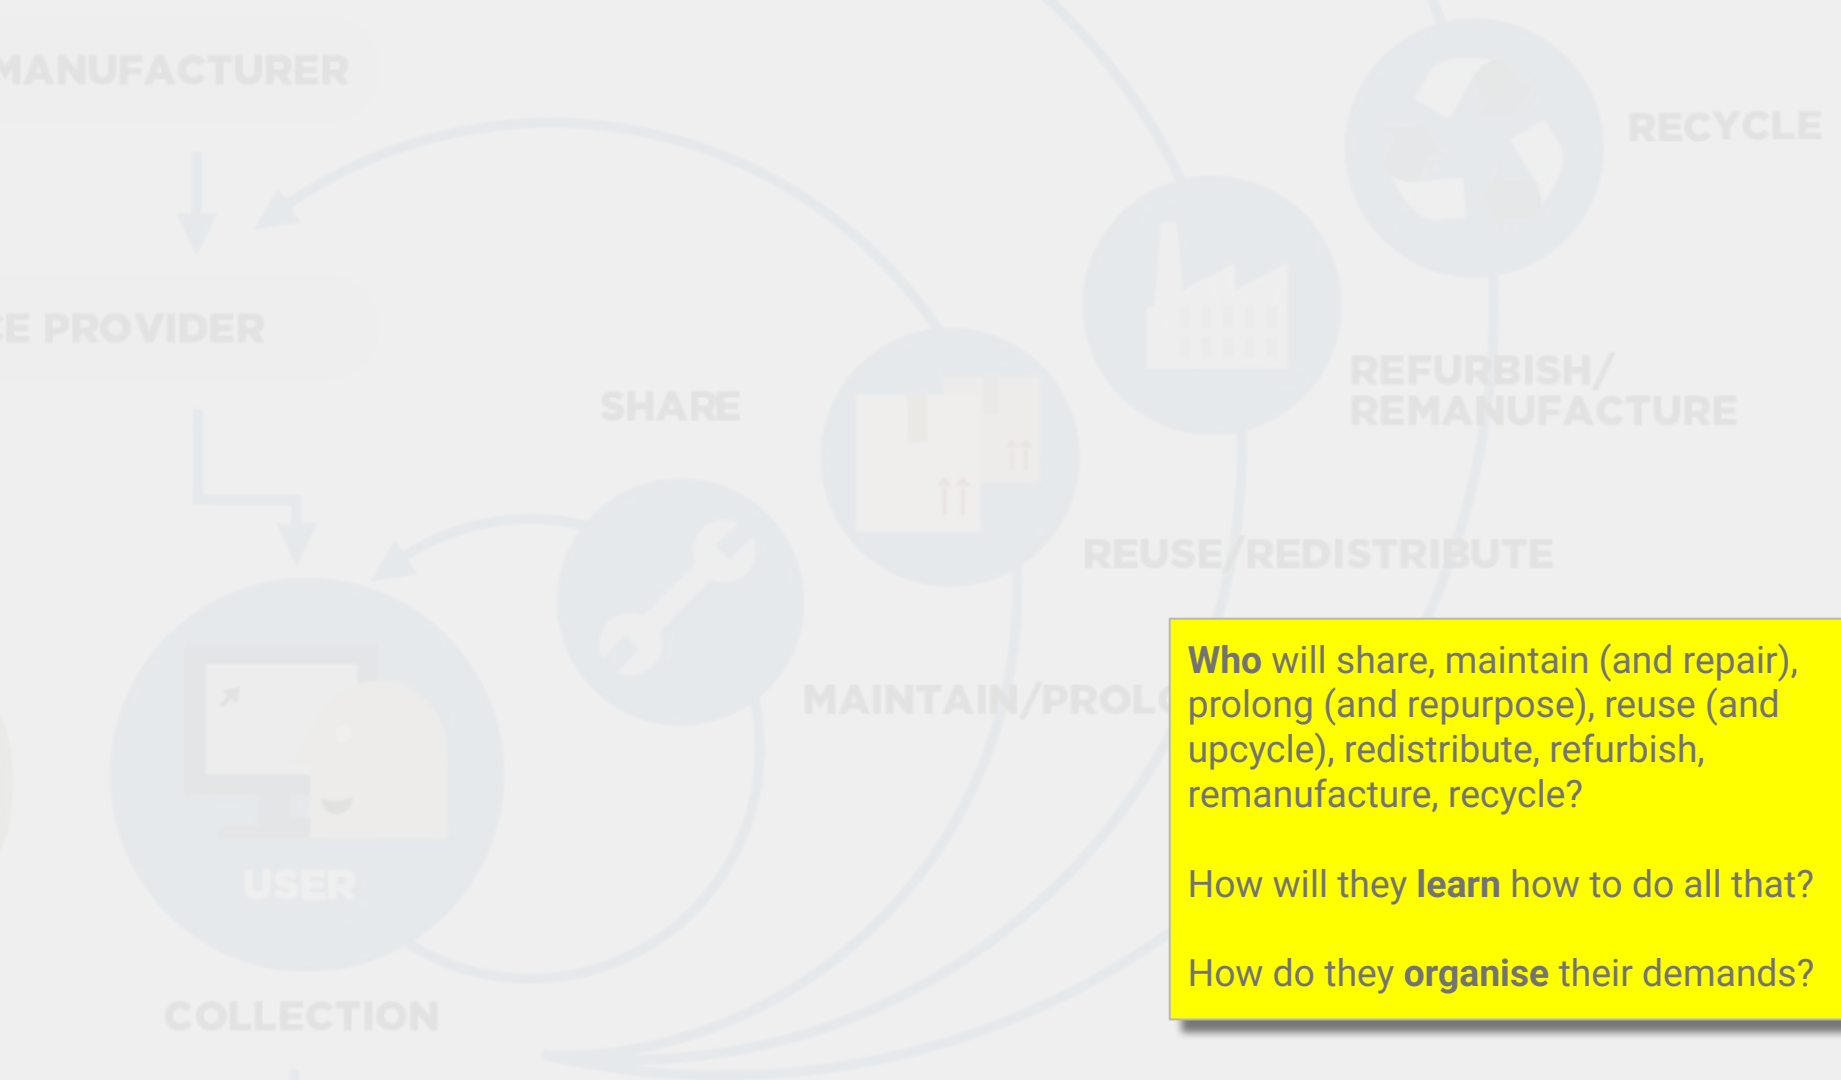 MANUFACTURER
RECYCLE
E PROVIDER
REFURBISH/
REMANUFACTURE
SHARE
REUSE/REDISTRIBUTE
MAINTAIN/PROL
USER
COLLECTION
Who will share, maintain (and repair),
prolong (and repurpose), reuse (and
upcycle), redistribute, refurbish,
remanufacture, recycle?
How will they learn how to do all that?
How do they organise their demands?